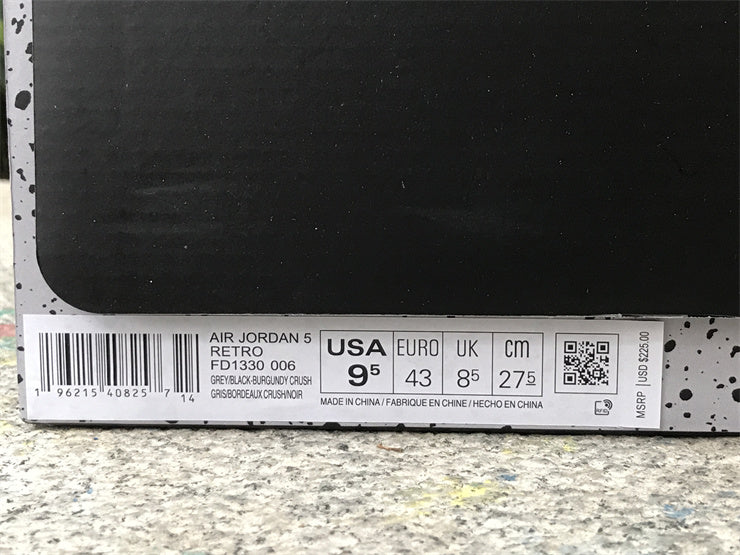 AIR JORDAN 5
RETRO
FD1330 006
GREY/BLACK-BURGUNDY CRUSH
GRIS/BORDEAUX CRUSH/NOIR
1 96215 40825 7 14
USA EURO UK cm
9⁵ 43 8⁵ 27⁵
MADE IN CHINA / FABRIQUE EN CHINE / HECHO EN CHINA
RFID
MSRP | USD $225.00